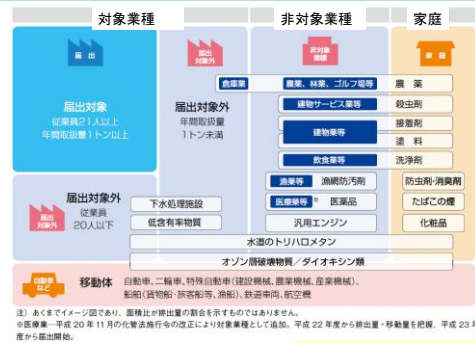 対象業種
非対象業種
家庭
届出
届出対象外
非対象業種
家庭
倉庫業
農業、林業、ゴルフ場等
農薬
届出対象
従業員21人以上
年間取扱量1トン以上
届出対象外
年間取扱量
1トン未満
建物サービス業等
殺虫剤
建物業等
接着剤
塗料
飲食業等
洗浄剤
届出対象外
届出対象外
従業員
20人以下
下水処理施設
低含有率物質
漁業等 漁網防汚剤
医療業等※ 医薬品
汎用エンジン
防虫剤・消臭剤
たばこの煙
化粧品
水道のトリハロメタン
オゾン層破壊物質/ダイオキシン類
自動車など
移動体
自動車、二輪車、特殊自動車(建設機械、農業機械、産業機械)、
船舶(貨物船・旅客船等、漁船)、鉄道車両、航空機
注) あくまでイメージ図であり、面積比が排出量の割合を示すものではありません。
※医療業…平成20年11月の化管法施行令の改正により対象業種として追加。平成22年度から排出量・移動量を把握、平成23年
度から届出開始。